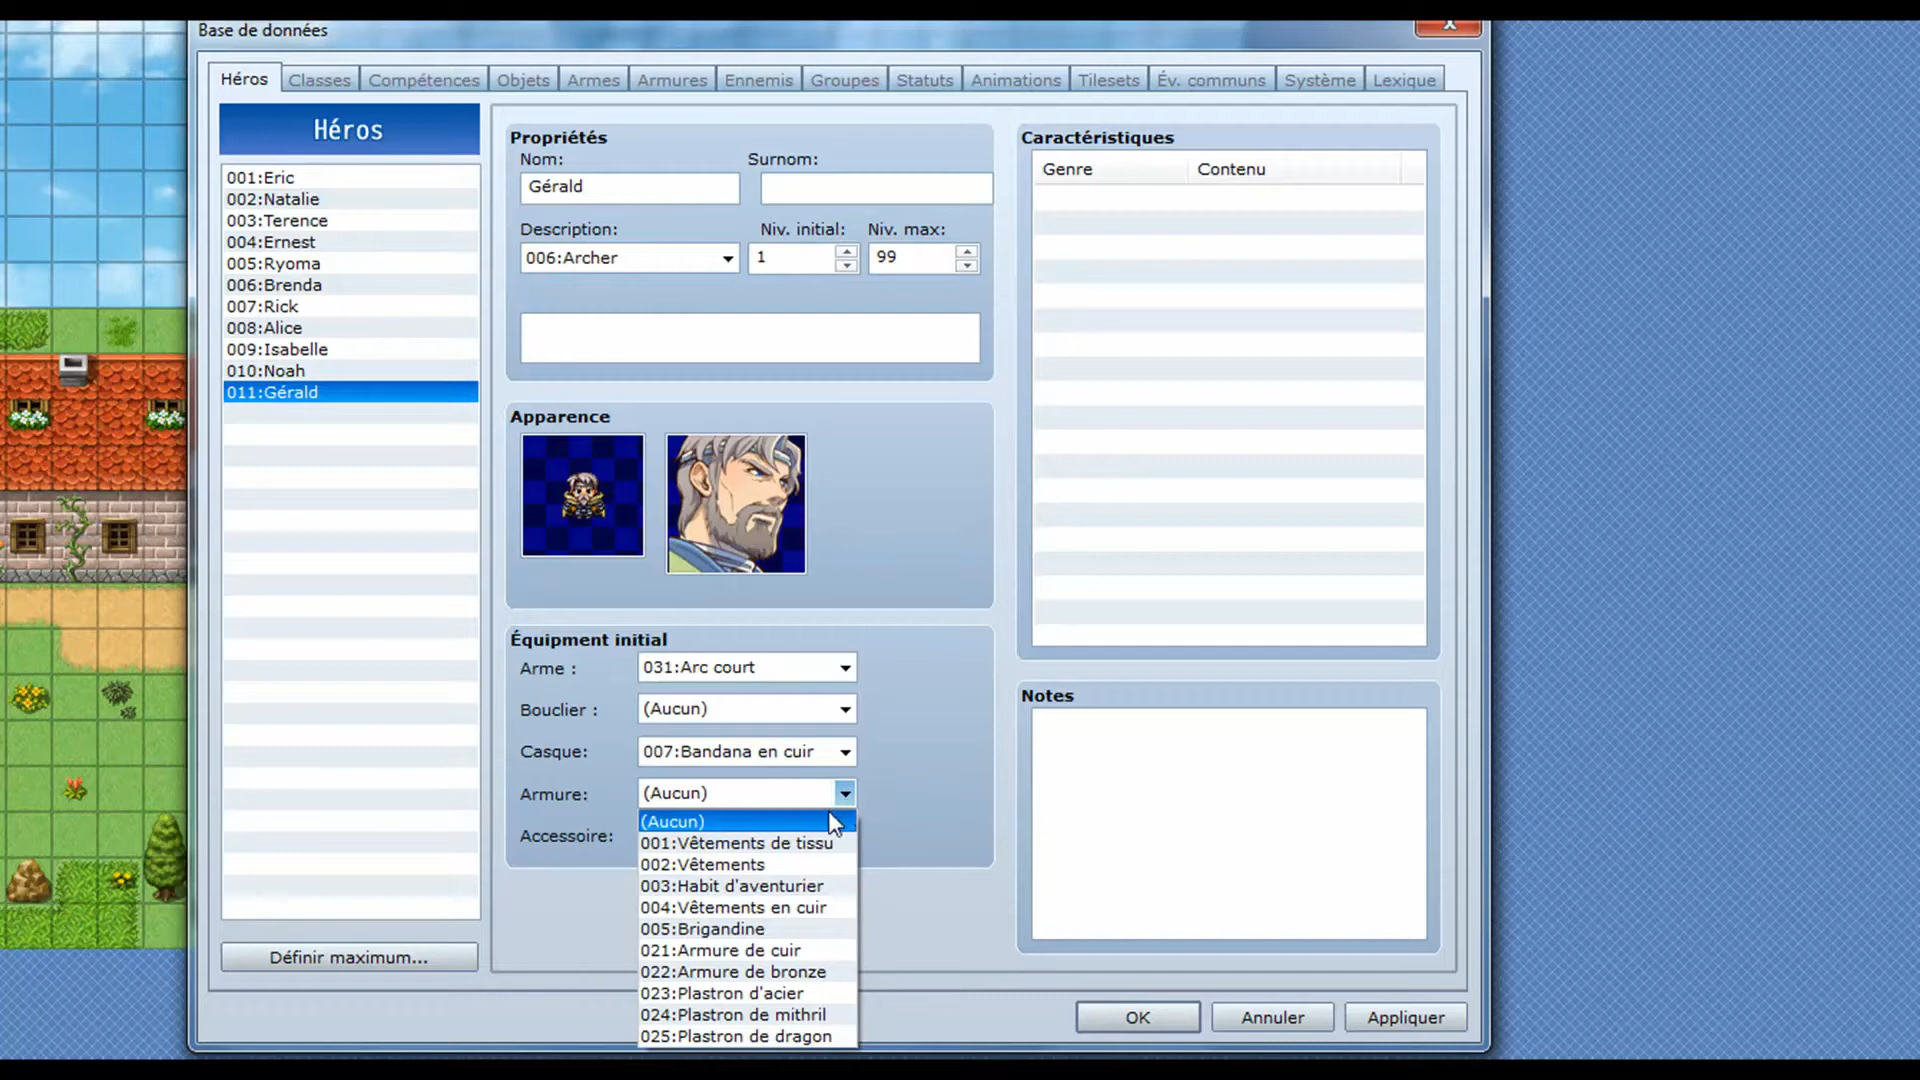 Base de données
x
Héros Classes Compétences Objets Armes Armures Ennemis Groupes Statuts Animations Tilesets Év. communs Système Lexique
Héros
001:Eric
002:Natalie
003:Terence
004:Ernest
005:Ryoma
006:Brenda
007:Rick
008:Alice
009:Isabelle
010:Noah
011:Gérald
Définir maximum...
Propriétés
Nom: Surnom:
Gérald
Description: Niv. initial: Niv. max:
006:Archer 1 99
Apparence
Équipment initial
Arme : 031:Arc court
Bouclier : (Aucun)
Casque: 007:Bandana en cuir
Armure: (Aucun)
Accessoire:
(Aucun)
001:Vêtements de tissu
002:Vêtements
003:Habit d'aventurier
004:Vêtements en cuir
005:Brigandine
021:Armure de cuir
022:Armure de bronze
023:Plastron d'acier
024:Plastron de mithril
025:Plastron de dragon
Caractéristiques
Genre Contenu
Notes
OK Annuler Appliquer